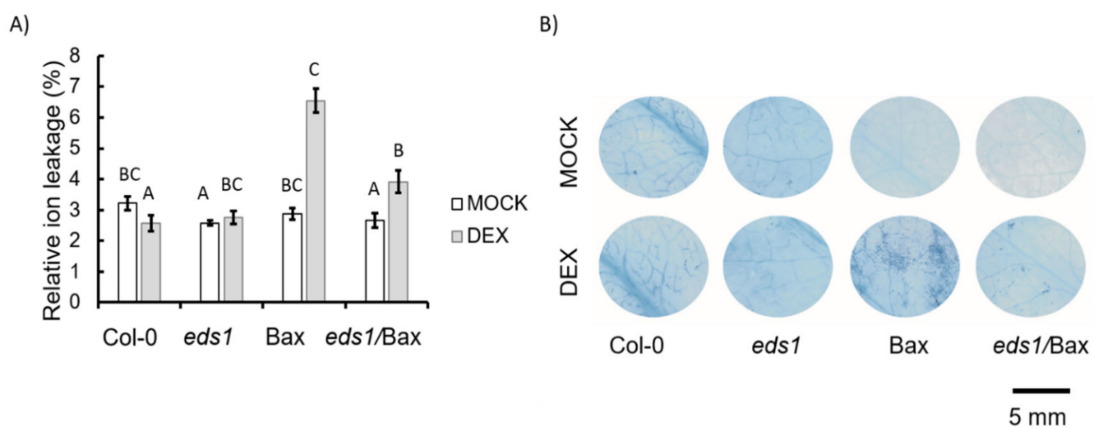 A)
Relative ion leakage (%)
8
7
6
5
4
3
2
1
0
BC
A
A
BC
BC
C
A
B
MOCK
DEX
Col-0
eds1
Bax
eds1/Bax
B)
MOCK
DEX
Col-0
eds1
Bax
eds1/Bax
5 mm